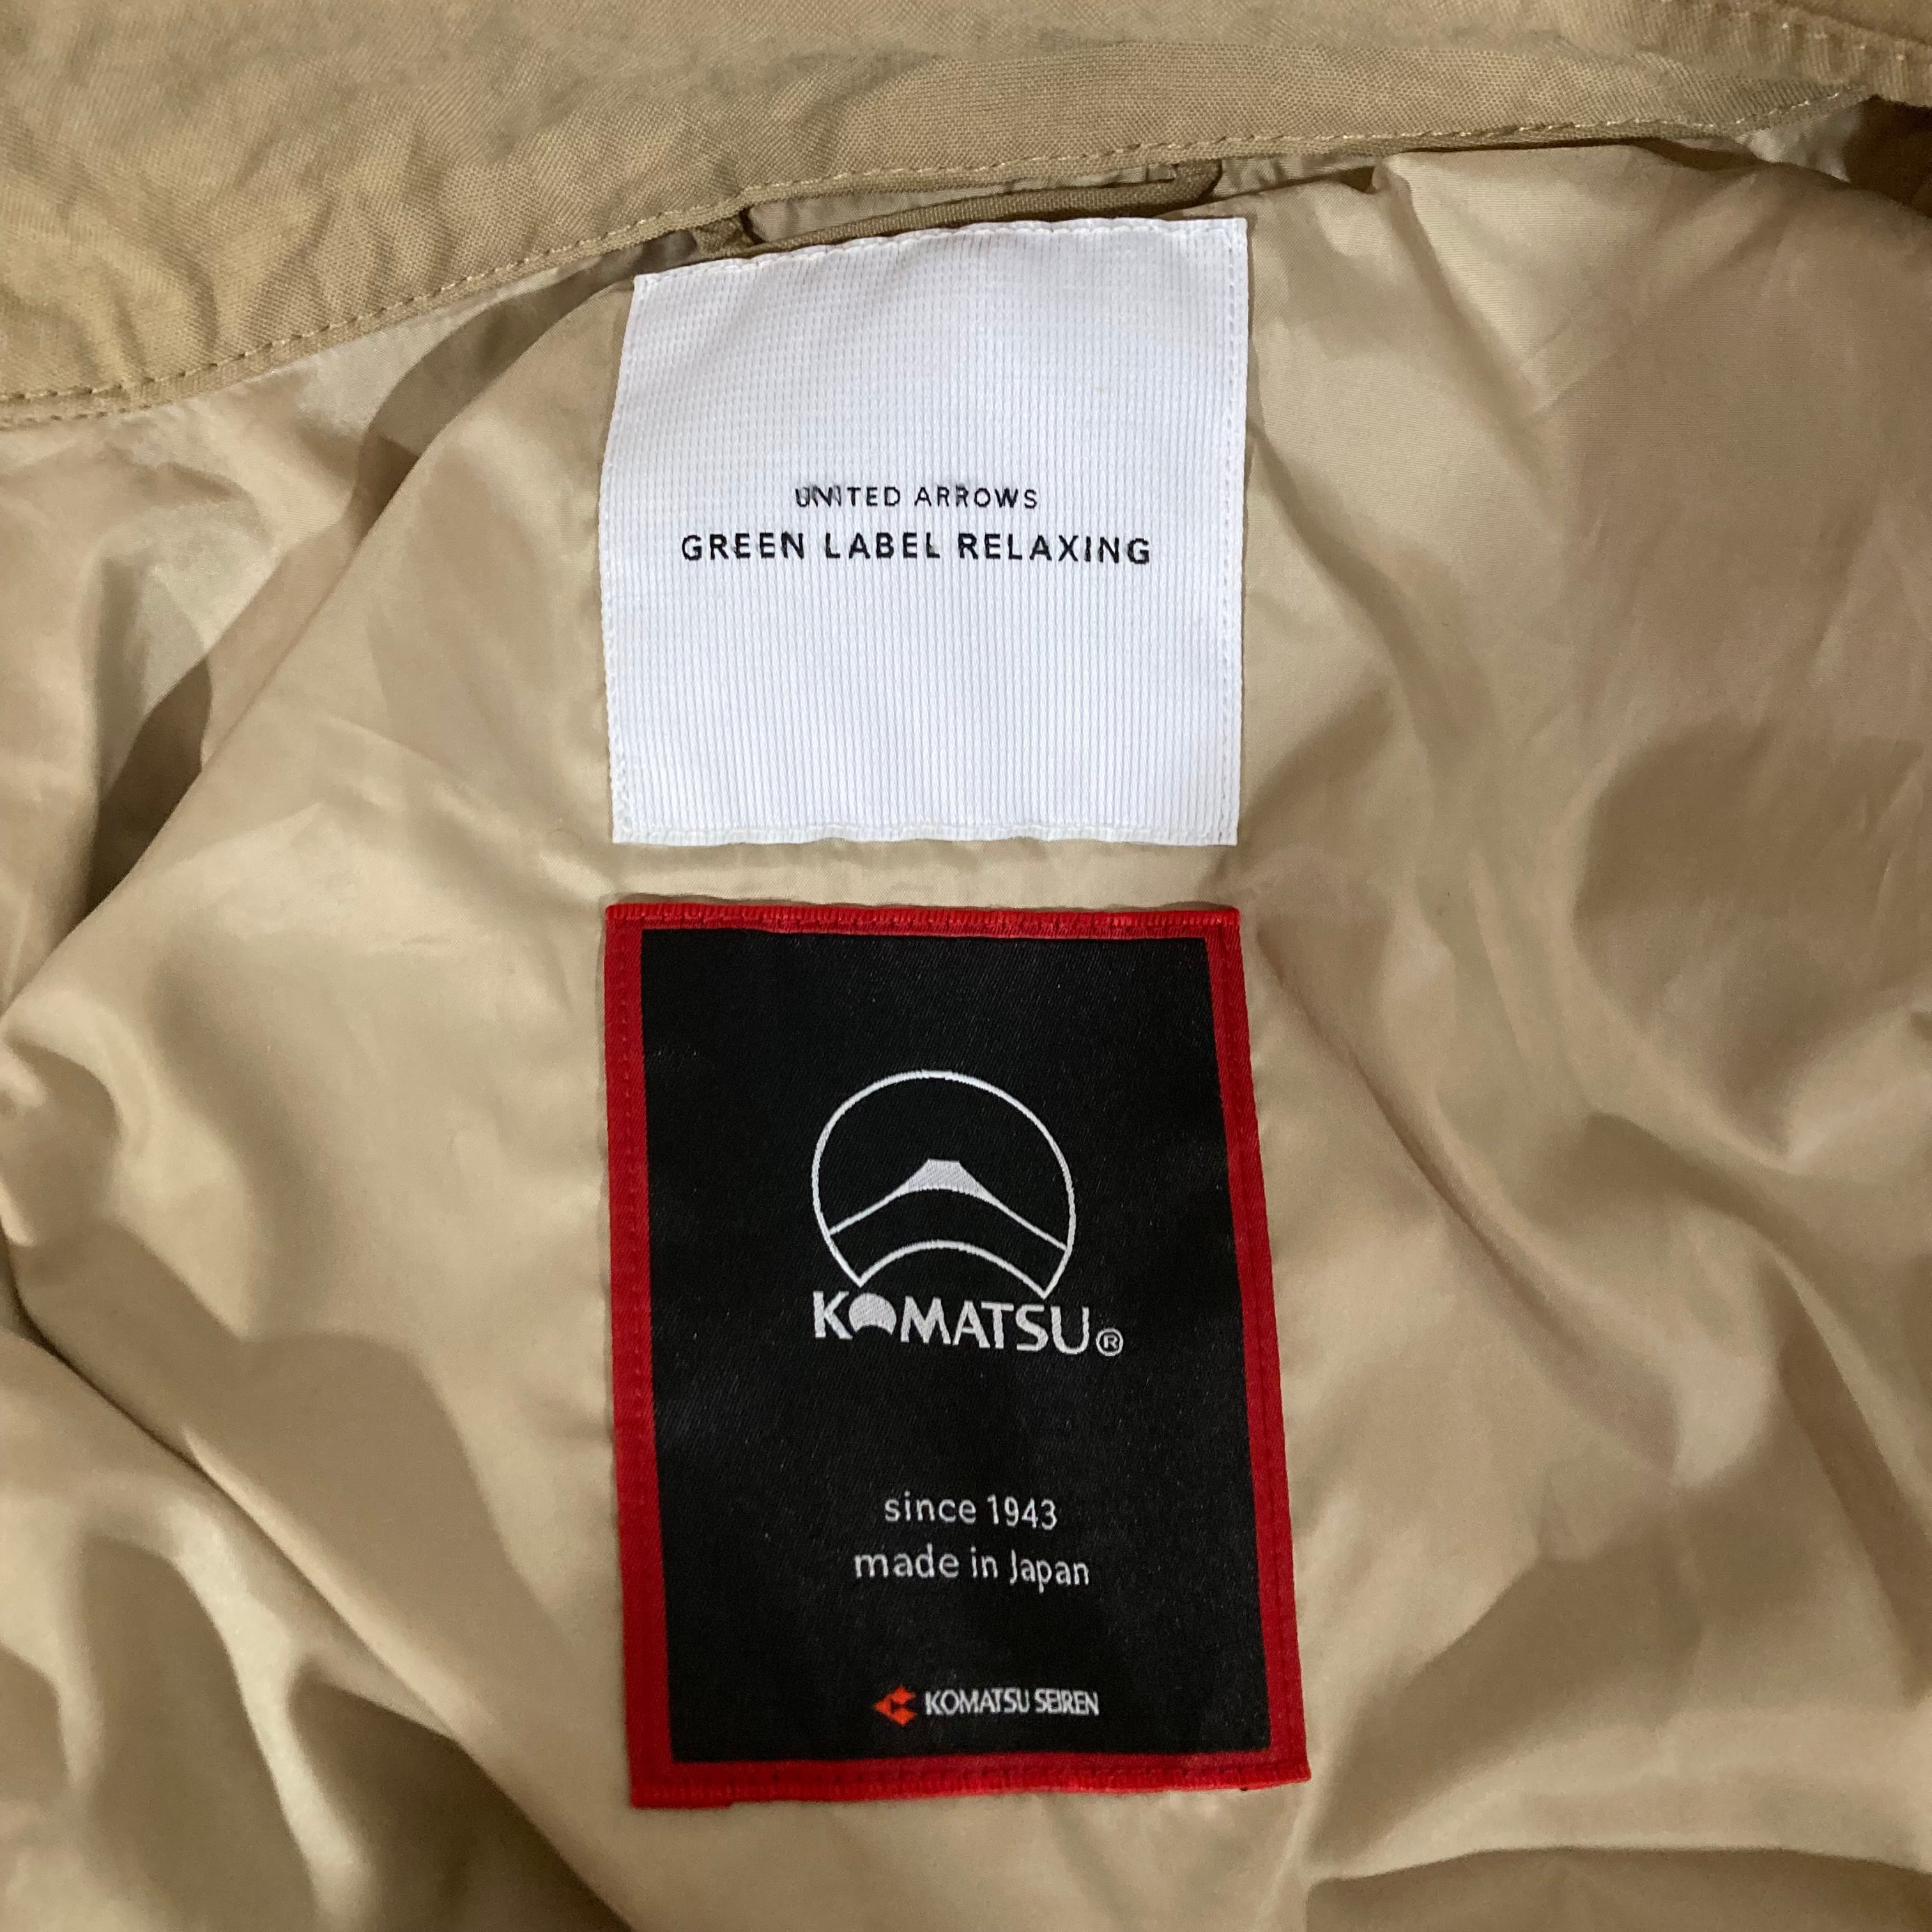 UNITED ARROWS
GREEN LABEL RELAXING
KOMATSU®
since 1943
made in Japan
KOMATSU SEIREN